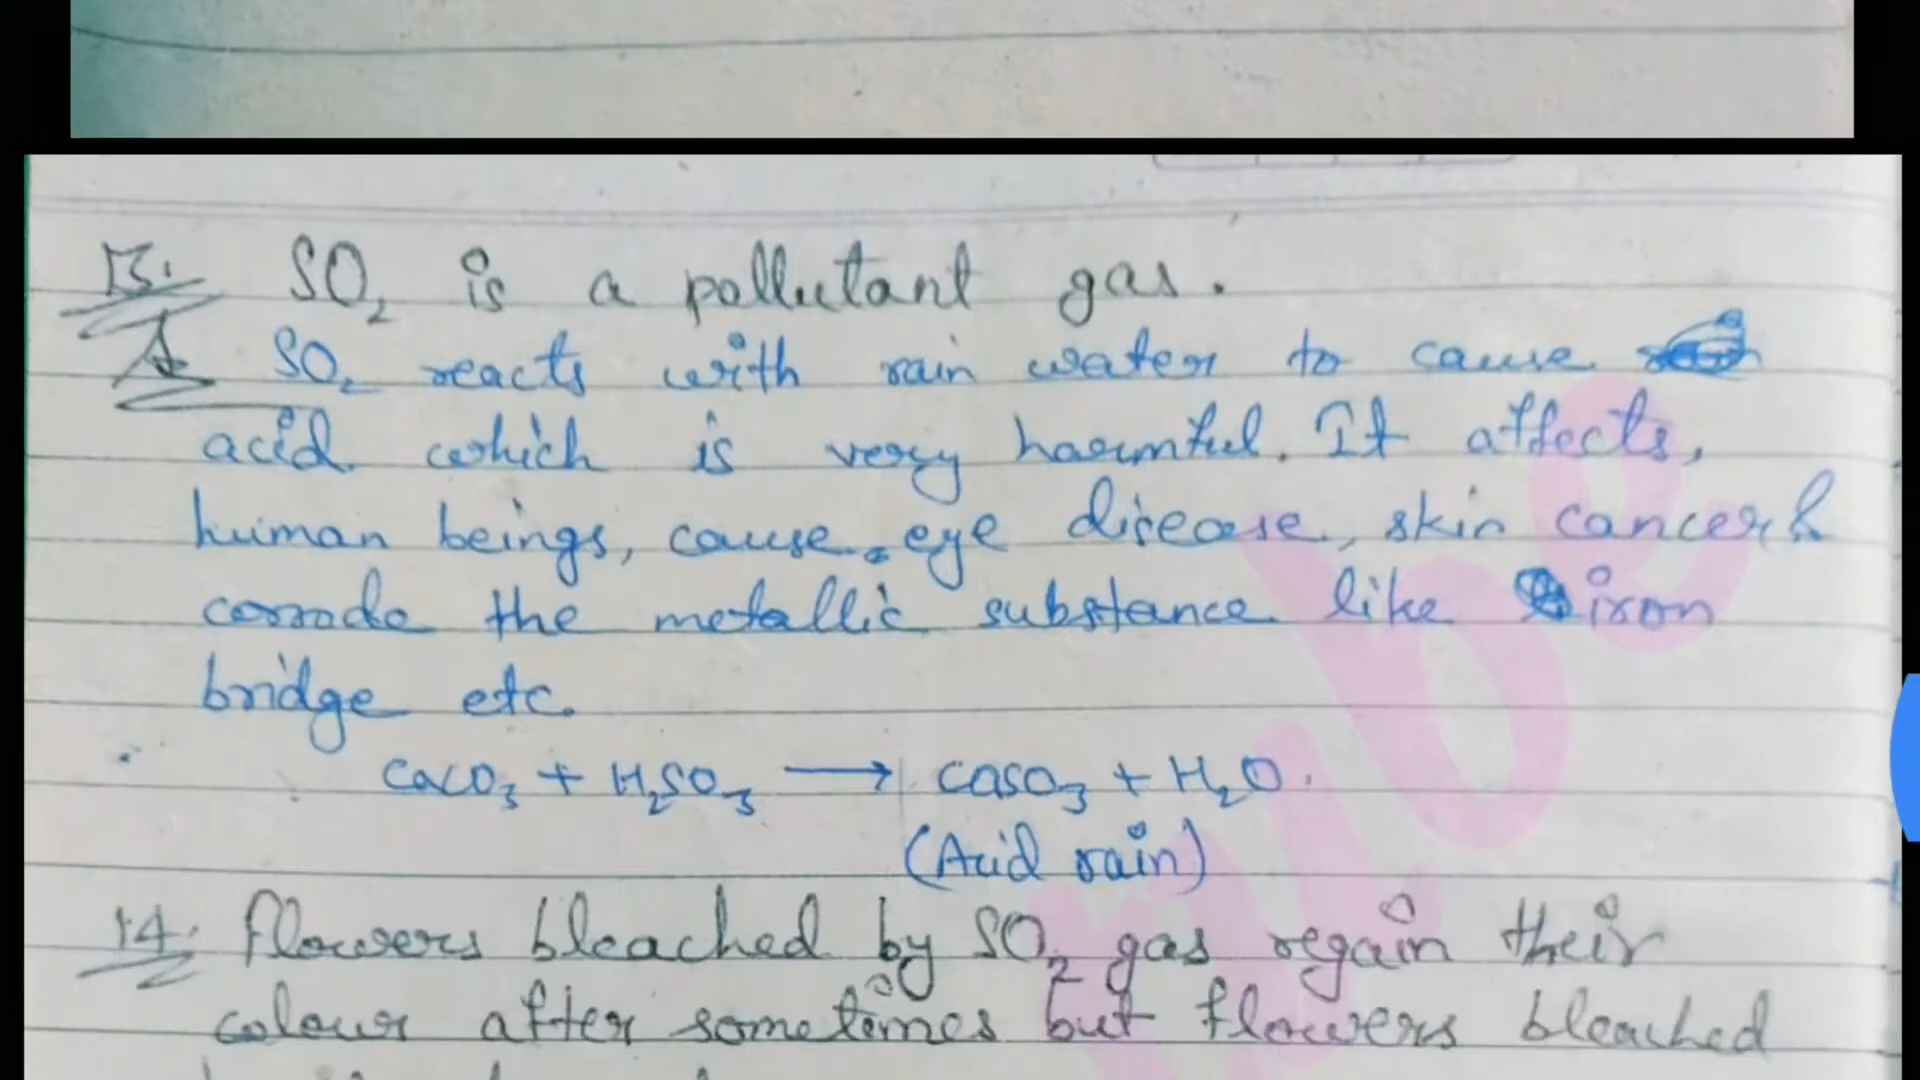 13. SO₂ is a pollutant gas.
A SO₂ reacts with rain water to cause
acid which is very harmful. It affects,
human beings, cause eye disease, skin cancer &
corrode the metallic substance like iron
bridge etc.
CaCO₃ + H₂SO₃ → CaSO₃ + H₂O.
(Acid rain)
14. Flowers bleached by SO₂ gas regain their
colour after sometimes but flowers bleached